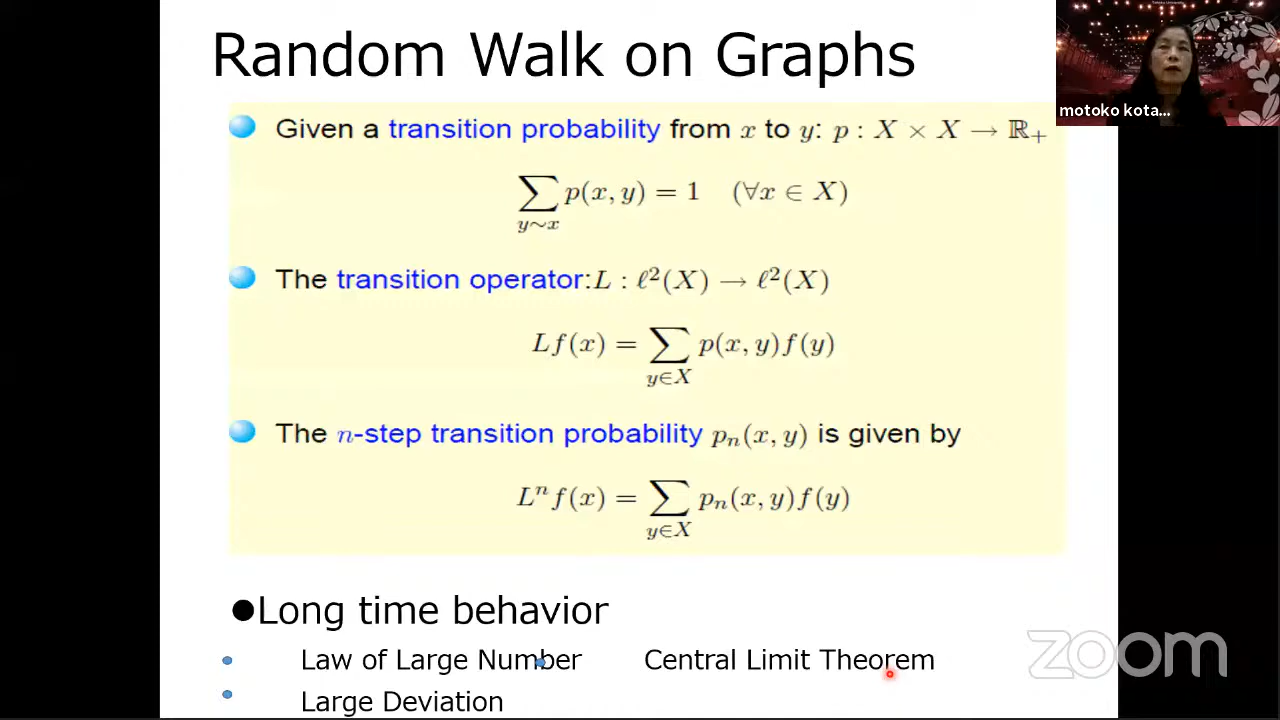 Random Walk on Graphs
motoko kota...
Given a transition probability from x to y: p : X × X → ℝ₊
∑_{y∼x} p(x, y) = 1 (∀x ∈ X)
The transition operator:L : ℓ²(X) → ℓ²(X)
Lf(x) = ∑_{y∈X} p(x, y)f(y)
The n-step transition probability pₙ(x, y) is given by
Lⁿf(x) = ∑_{y∈X} pₙ(x, y)f(y)
●Long time behavior
• Law of Large Number • Central Limit Theorem
• Large Deviation
zoom